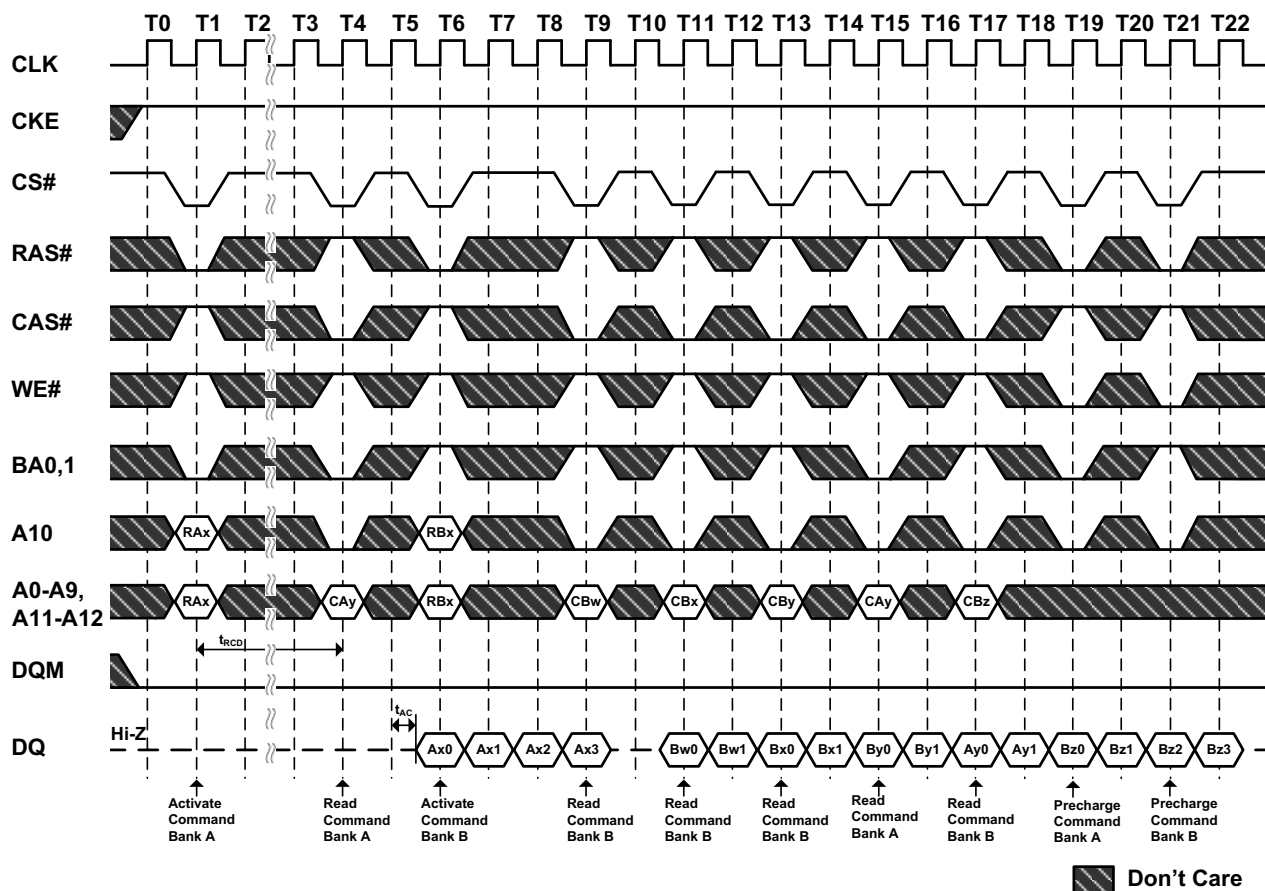 T0 T1 T2 T3 T4 T5 T6 T7 T8 T9 T10 T11 T12 T13 T14 T15 T16 T17 T18 T19 T20 T21 T22
CLK
CKE
CS#
RAS#
CAS#
WE#
BA0,1
A10
RAx RBx
A0-A9,
A11-A12
RAx CAy RBx CBw CBx CBy CAy CBz
tRCD
DQM
tAC
DQ
Hi-Z
Ax0 Ax1 Ax2 Ax3 Bw0 Bw1 Bx0 Bx1 By0 By1 Ay0 Ay1 Bz0 Bz1 Bz2 Bz3
Activate
Command
Bank A
Read
Command
Bank A
Activate
Command
Bank B
Read
Command
Bank B
Read
Command
Bank B
Read
Command
Bank B
Read
Command
Bank A
Read
Command
Bank B
Precharge
Command
Bank A
Precharge
Command
Bank B
Don't Care